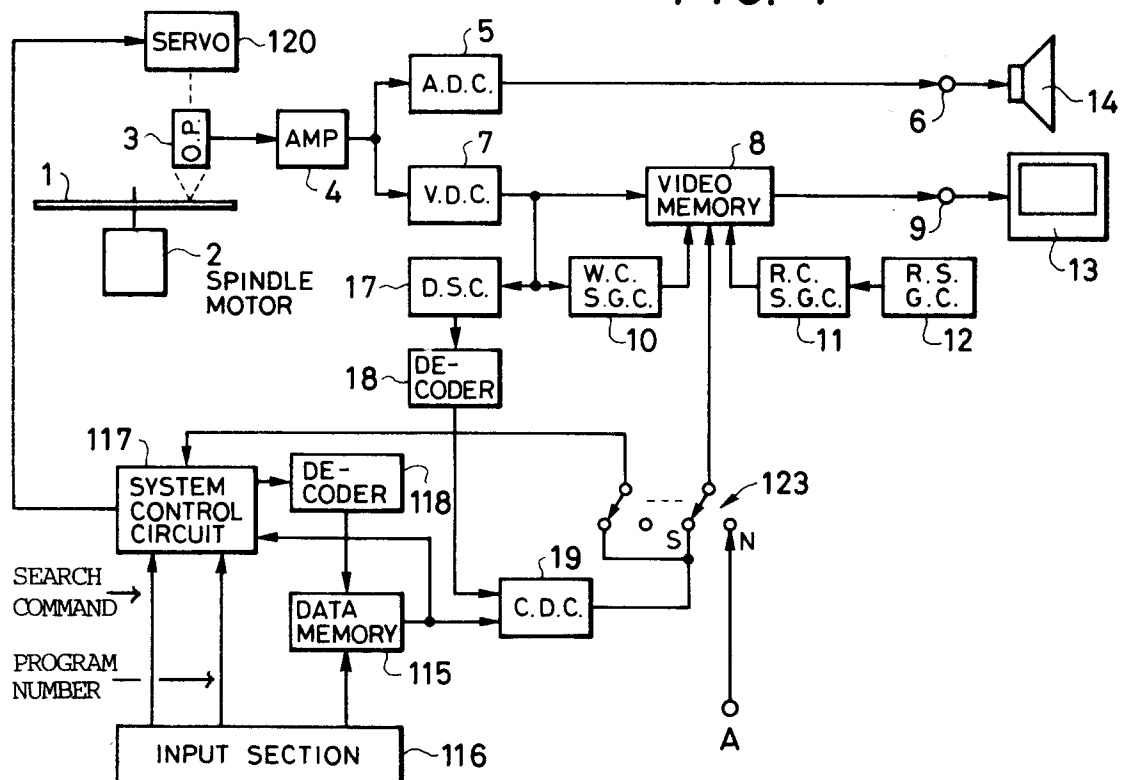 SERVO
120
5
A.D.C.
6
14
3
O.P.
AMP
4
7
V.D.C.
8
VIDEO
MEMORY
9
13
1
2
SPINDLE
MOTOR
17
D.S.C.
W.C.
S.G.C.
10
R.C.
S.G.C.
11
R.S.
G.C.
12
18
DE-
CODER
117
SYSTEM
CONTROL
CIRCUIT
DE-
CODER
118
123
S
N
SEARCH
COMMAND
19
C.D.C.
DATA
MEMORY
115
PROGRAM
NUMBER
A
INPUT SECTION
116